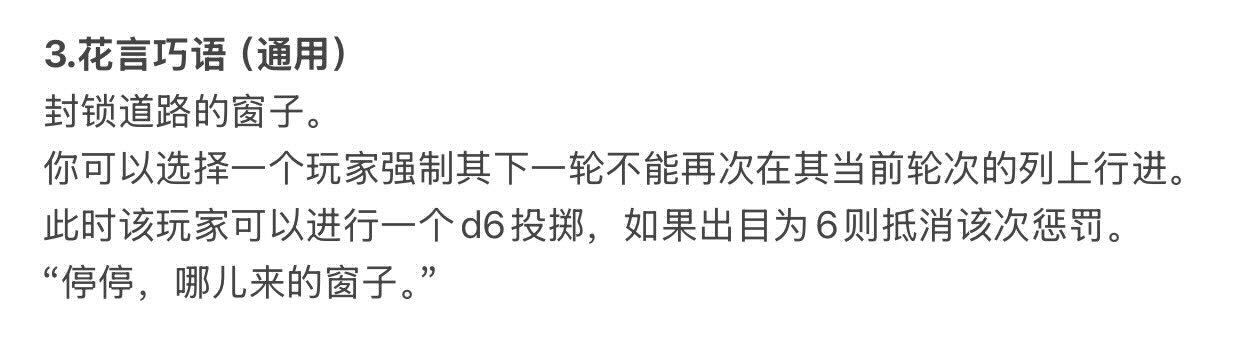 3.花言巧语（通用）
封锁道路的窗子。
你可以选择一个玩家强制其下一轮不能再次在其当前轮次的列上行进。
此时该玩家可以进行一个d6投掷，如果出目为6则抵消该次惩罚。
“停停，哪儿来的窗子。”